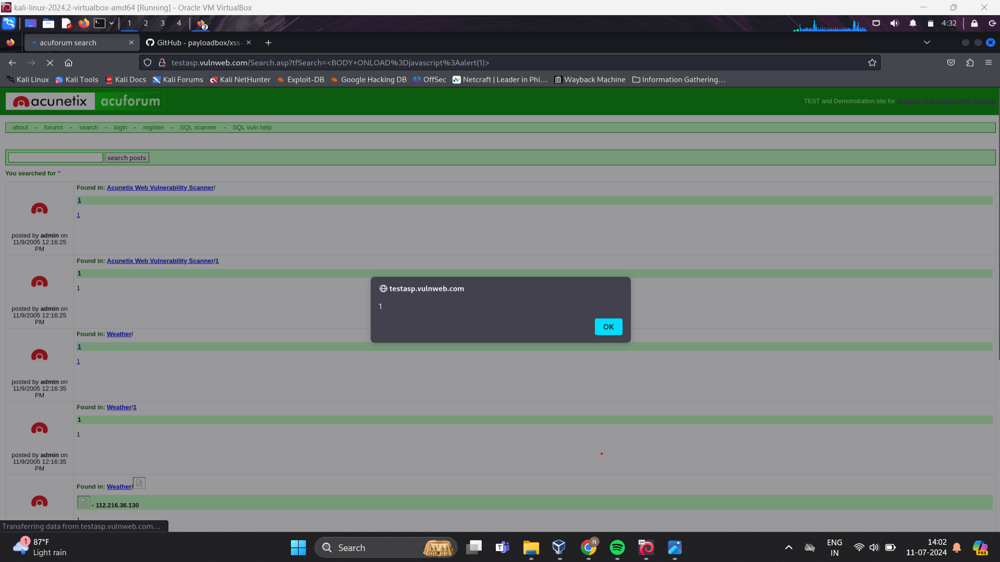 kali-linux-2024.2-virtualbox-amd64 [Running] - Oracle VM VirtualBox
1 2 3 4 2 4:32
acuforum search GitHub - payloadbox/xss-
testasp.vulnweb.com/Search.asp?tfSearch=<BODY+ONLOAD%3Djavascript%3Aalert(1)>
Kali Linux Kali Tools Kali Docs Kali Forums Kali NetHunter Exploit-DB Google Hacking DB OffSec Netcraft | Leader in Phi… Wayback Machine Information Gathering…
acunetix acuforum TEST and Demonstration site for Acunetix Web Vulnerability Scanner
about - forums - search - login - register - SQL scanner - SQL vuln help
search posts
You searched for ''
Found in: Acunetix Web Vulnerability Scanner/
1
1
posted by admin on
11/9/2005 12:16:25
PM
Found in: Acunetix Web Vulnerability Scanner/1
1
1
posted by admin on
11/9/2005 12:16:25
PM
testasp.vulnweb.com
1
OK
Found in: Weather/
1
1
posted by admin on
11/9/2005 12:16:35
PM
Found in: Weather/1
1
1
posted by admin on
11/9/2005 12:16:35
PM
Found in: Weather/
- 112.216.36.130
1
Transferring data from testasp.vulnweb.com…
1 87°F
Light rain
Search
N
64
ENG
IN
14:02
11-07-2024
PRE